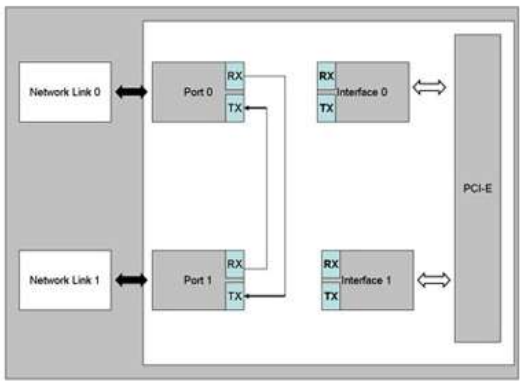 Network Link 0
Port 0
RX
TX
RX
TX
Interface 0
PCI-E
Network Link 1
Port 1
RX
TX
RX
TX
Interface 1